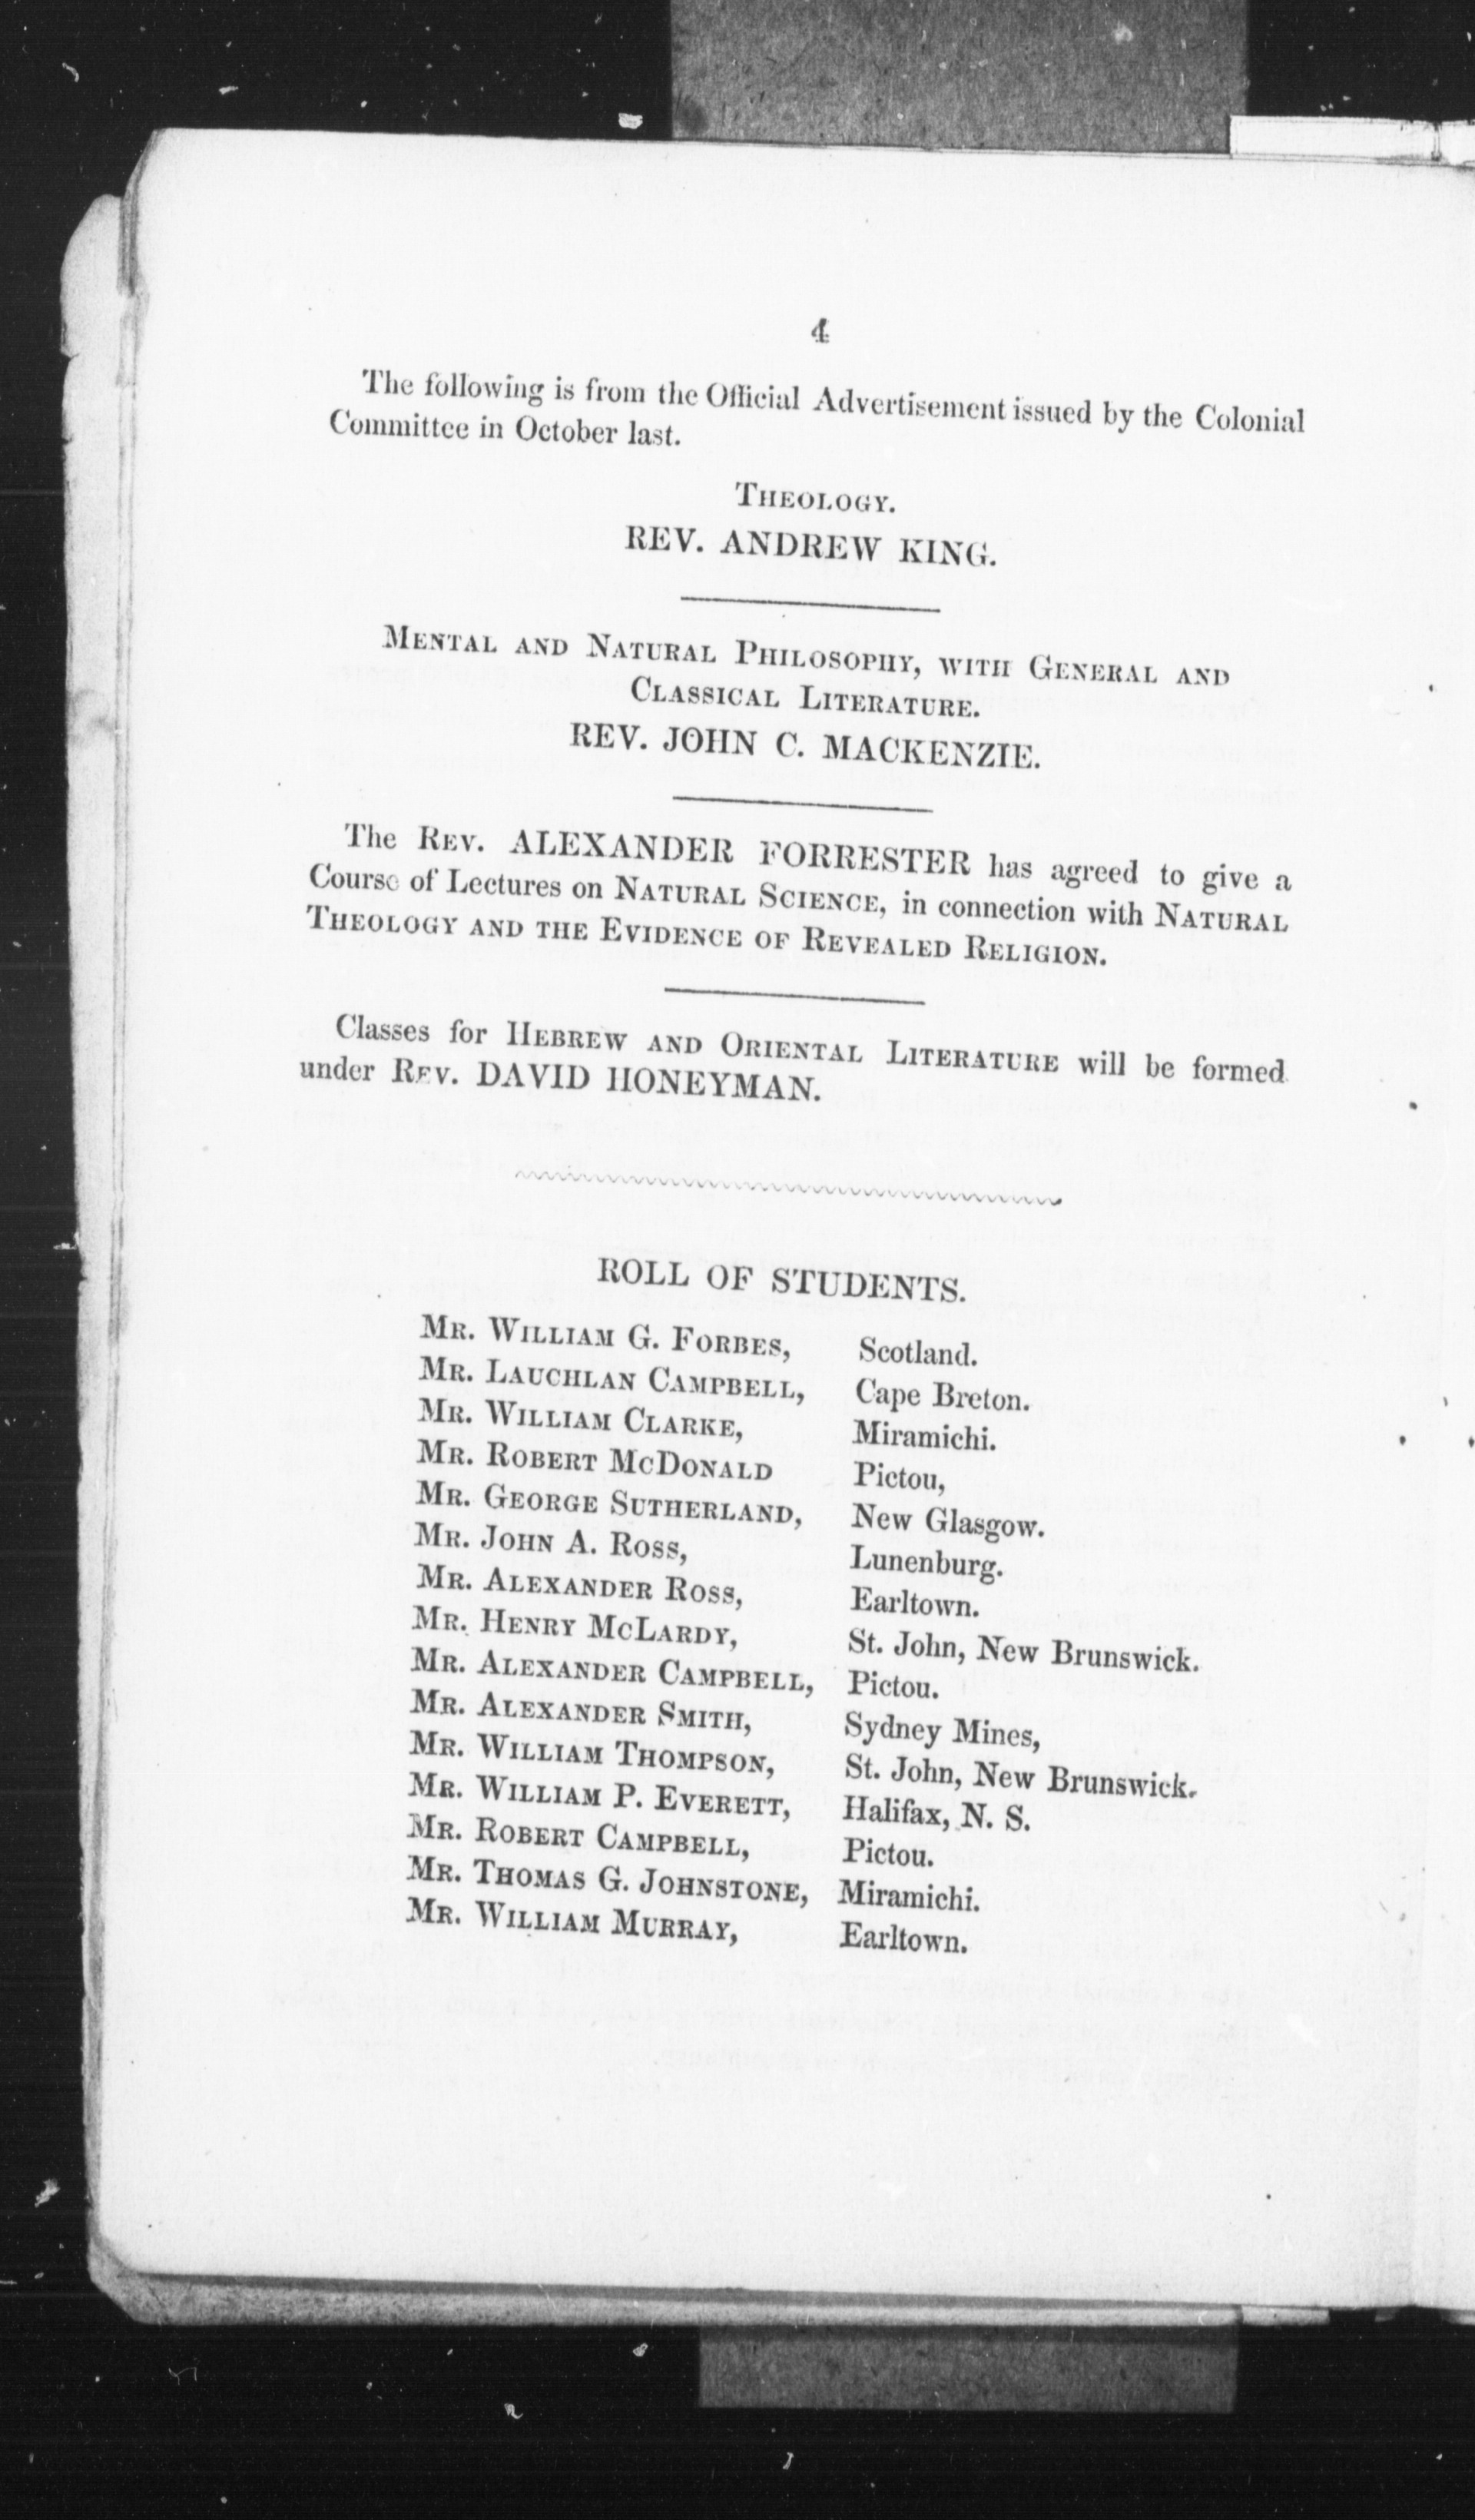 4
The following is from the Official Advertisement issued by the Colonial
Committee in October last.
THEOLOGY.
REV. ANDREW KING.
MENTAL AND NATURAL PHILOSOPHY, WITH GENERAL AND
CLASSICAL LITERATURE.
REV. JOHN C. MACKENZIE.
The REV. ALEXANDER FORRESTER has agreed to give a
Course of Lectures on NATURAL SCIENCE, in connection with NATURAL
THEOLOGY AND THE EVIDENCE OF REVEALED RELIGION.
Classes for HEBREW AND ORIENTAL LITERATURE will be formed
under REV. DAVID HONEYMAN.
ROLL OF STUDENTS.
MR. WILLIAM G. FORBES, Scotland.
MR. LAUCHLAN CAMPBELL, Cape Breton.
MR. WILLIAM CLARKE, Miramichi.
MR. ROBERT MCDONALD Pictou,
MR. GEORGE SUTHERLAND, New Glasgow.
MR. JOHN A. ROSS, Lunenburg.
MR. ALEXANDER ROSS, Earltown.
MR. HENRY MCLARDY, St. John, New Brunswick.
MR. ALEXANDER CAMPBELL, Pictou.
MR. ALEXANDER SMITH, Sydney Mines,
MR. WILLIAM THOMPSON, St. John, New Brunswick.
MR. WILLIAM P. EVERETT, Halifax, N. S.
MR. ROBERT CAMPBELL, Pictou.
MR. THOMAS G. JOHNSTONE, Miramichi.
MR. WILLIAM MURRAY, Earltown.